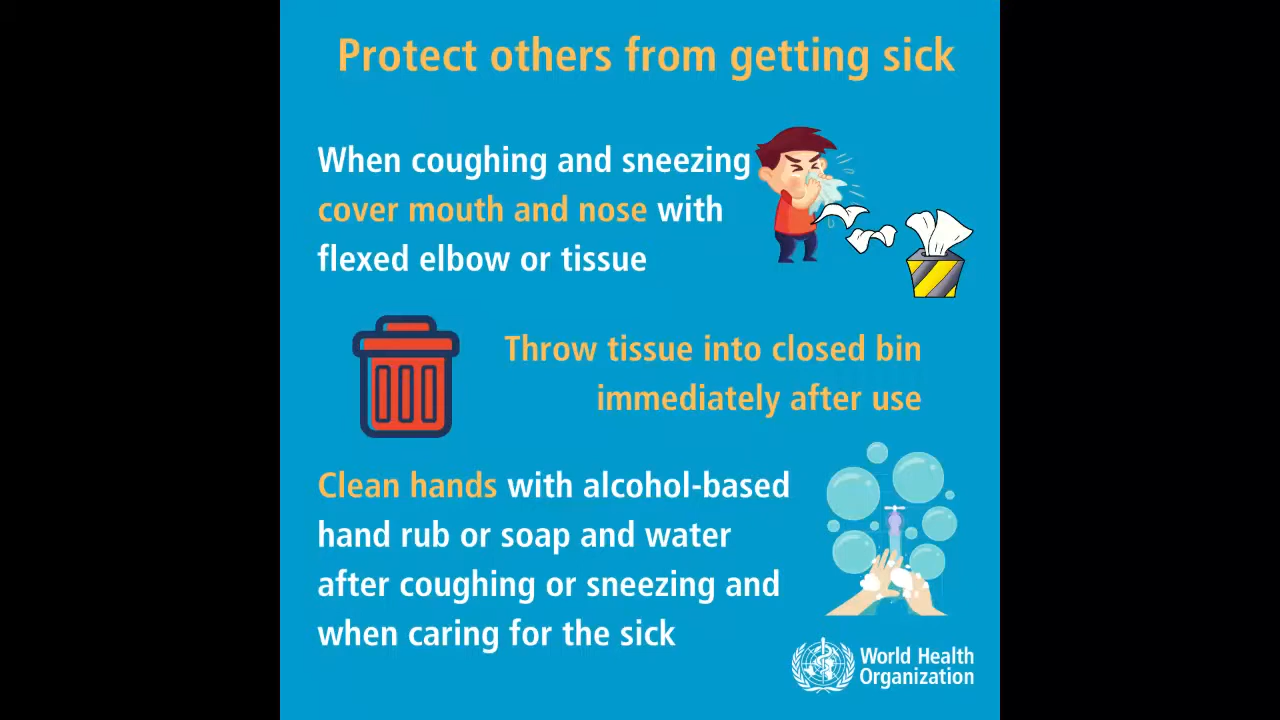 Protect others from getting sick
When coughing and sneezing
cover mouth and nose with
flexed elbow or tissue
Throw tissue into closed bin
immediately after use
Clean hands with alcohol-based
hand rub or soap and water
after coughing or sneezing and
when caring for the sick
World Health
Organization